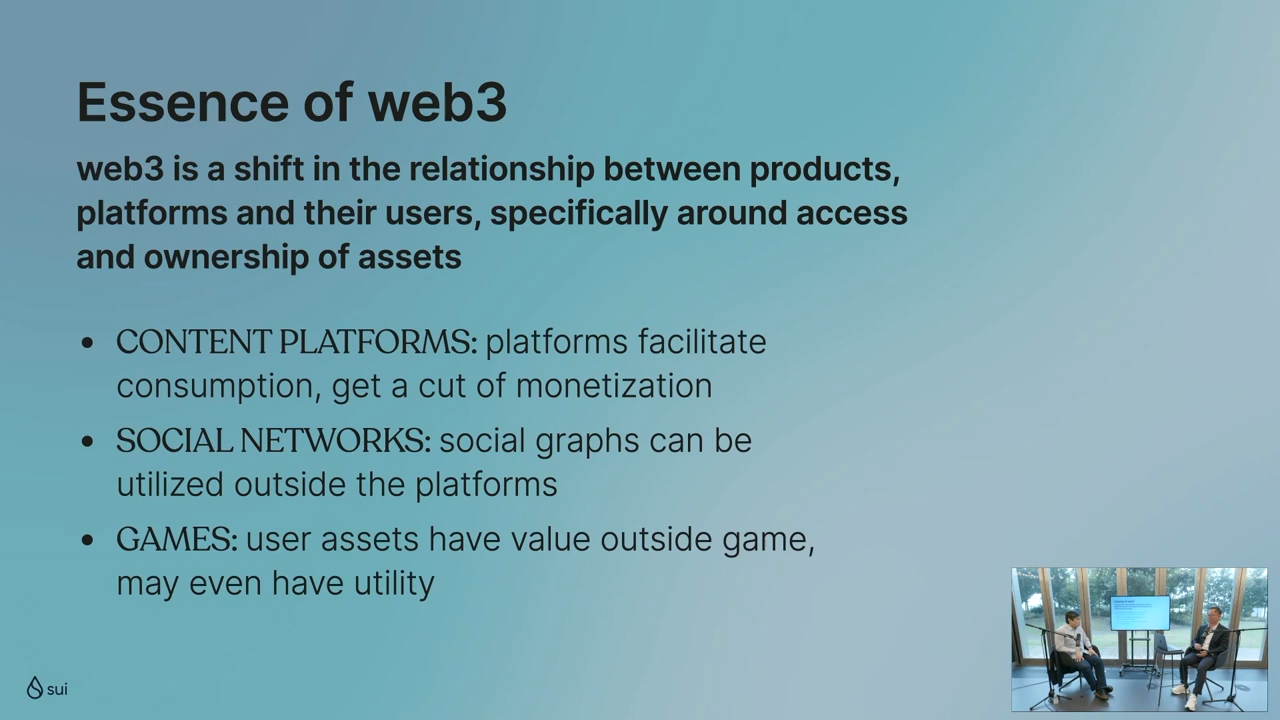 Essence of web3
web3 is a shift in the relationship between products,
platforms and their users, specifically around access
and ownership of assets
• CONTENT PLATFORMS: platforms facilitate
consumption, get a cut of monetization
• SOCIAL NETWORKS: social graphs can be
utilized outside the platforms
• GAMES: user assets have value outside game,
may even have utility
sui